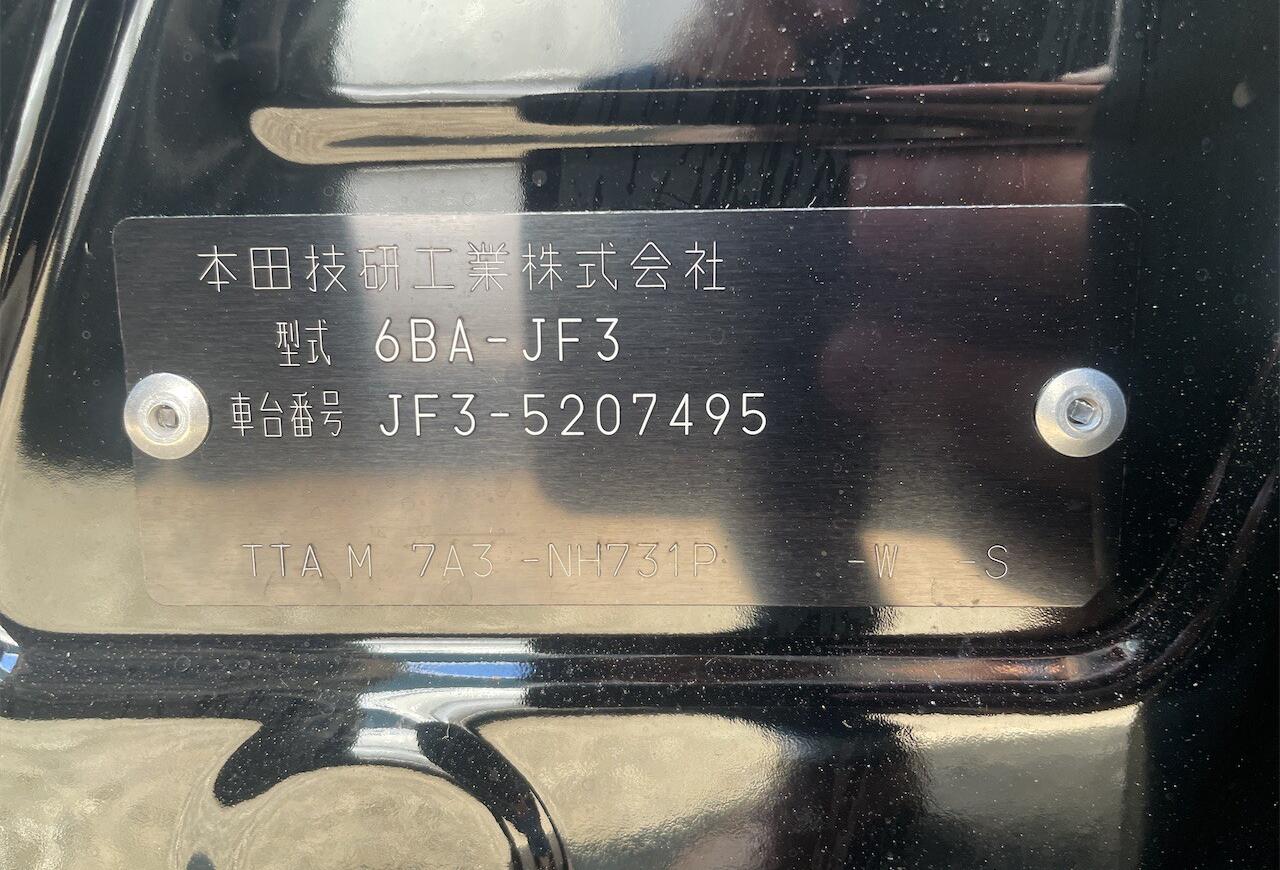 本田技研工業株式会社
型式 6BA-JF3
車台番号 JF3-5207495
TTA M 7A3 -NH731P -W -S